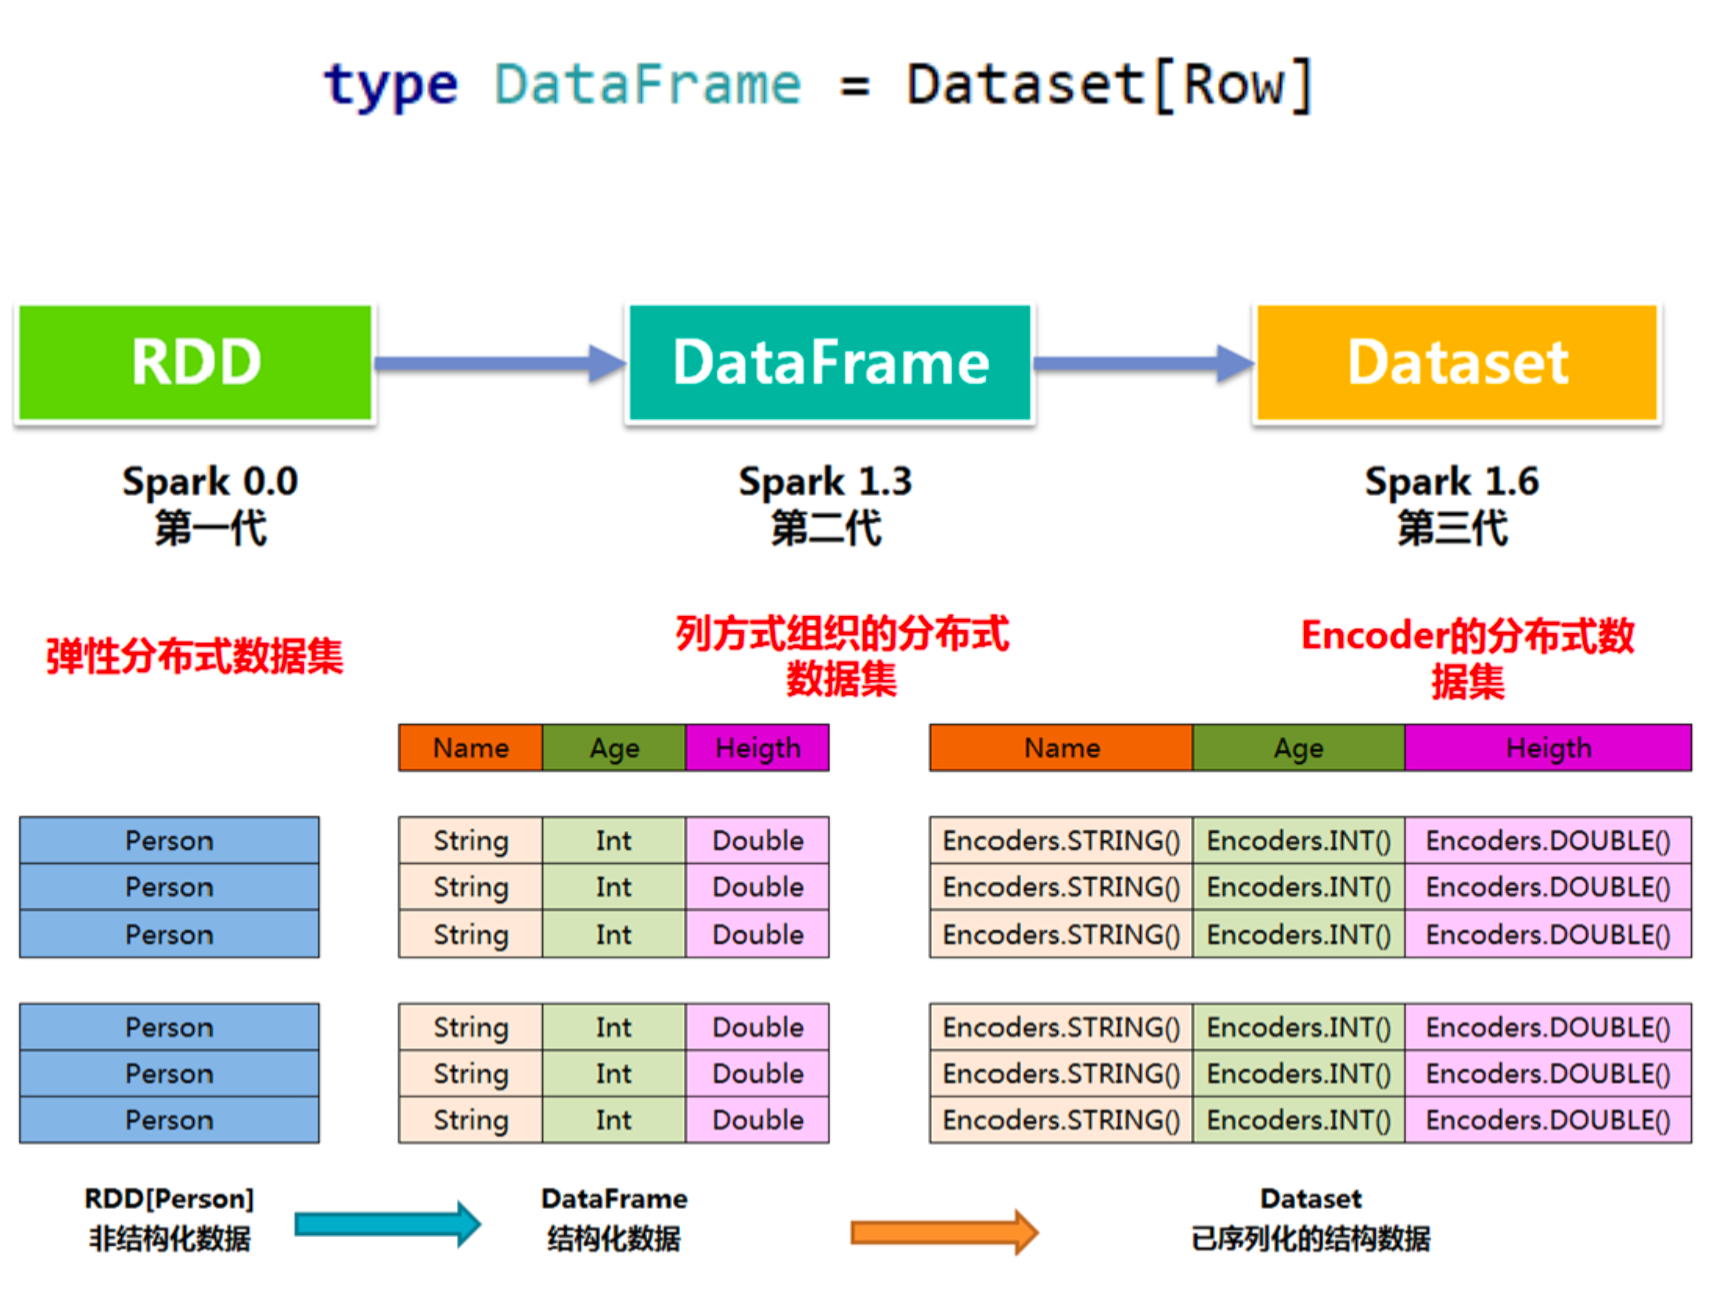 type DataFrame = Dataset[Row]
RDD
DataFrame
Dataset
Spark 0.0
第一代
Spark 1.3
第二代
Spark 1.6
第三代
弹性分布式数据集
列方式组织的分布式
数据集
Encoder的分布式数
据集
Name Age Heigth
Name Age Heigth
Person
Person
Person
String Int Double
String Int Double
String Int Double
Encoders.STRING() Encoders.INT() Encoders.DOUBLE()
Encoders.STRING() Encoders.INT() Encoders.DOUBLE()
Encoders.STRING() Encoders.INT() Encoders.DOUBLE()
Person
Person
Person
String Int Double
String Int Double
String Int Double
Encoders.STRING() Encoders.INT() Encoders.DOUBLE()
Encoders.STRING() Encoders.INT() Encoders.DOUBLE()
Encoders.STRING() Encoders.INT() Encoders.DOUBLE()
RDD[Person]
非结构化数据
DataFrame
结构化数据
Dataset
已序列化的结构数据